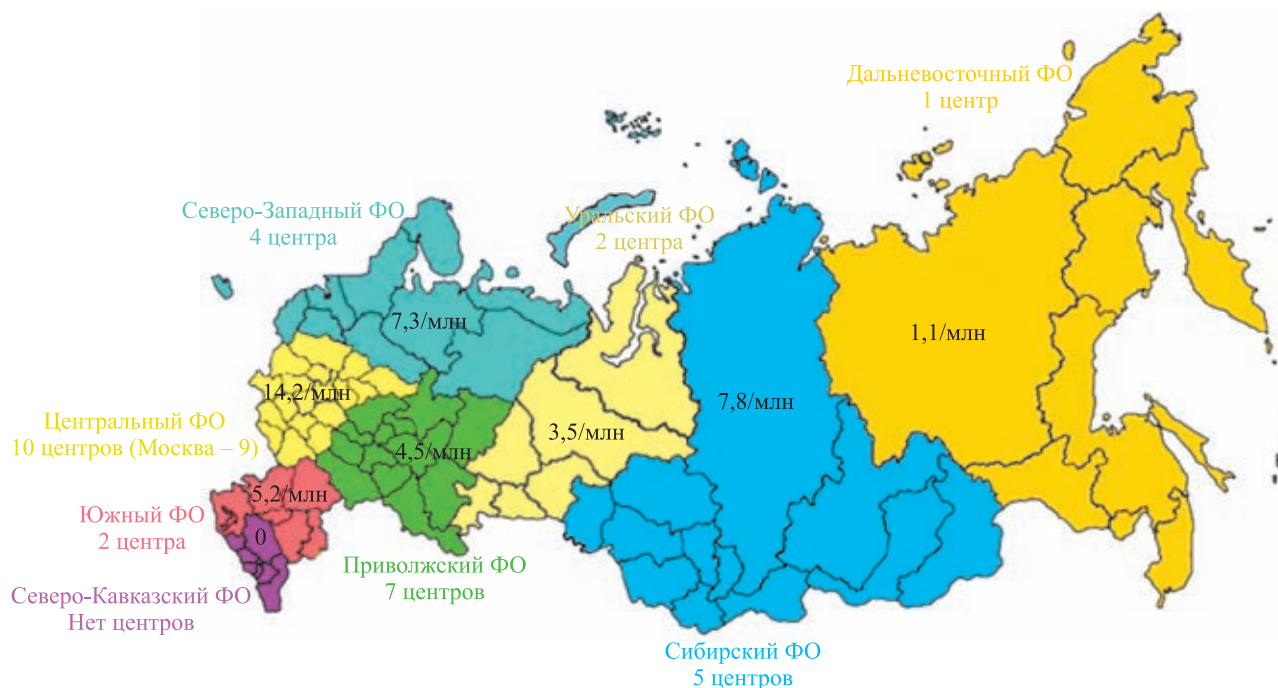 Дальневосточный ФО
1 центр
Северо-Западный ФО
4 центра
Уральский ФО
2 центра
7,3/млн
1,1/млн
14,2/млн
7,8/млн
Центральный ФО
10 центров (Москва – 9)
3,5/млн
4,5/млн
5,2/млн
Южный ФО
2 центра
0
Приволжский ФО
7 центров
Северо-Кавказский ФО
Нет центров
Сибирский ФО
5 центров